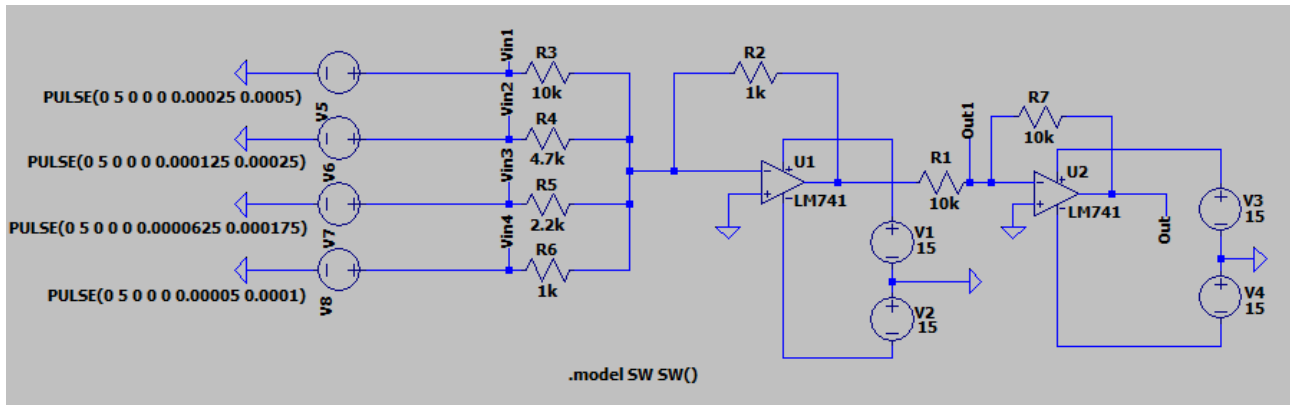 Vin1
R3
10k
PULSE(0 5 0 0 0 0.00025 0.0005)
V5
Vin2
R4
4.7k
PULSE(0 5 0 0 0 0.000125 0.00025)
V6
Vin3
R5
2.2k
PULSE(0 5 0 0 0 0.0000625 0.000175)
V7
Vin4
R6
1k
PULSE(0 5 0 0 0 0.00005 0.0001)
V8
R2
1k
U1
LM741
V1
15
V2
15
R1
10k
Out1
R7
10k
U2
LM741
Out
V3
15
V4
15
.model SW SW()